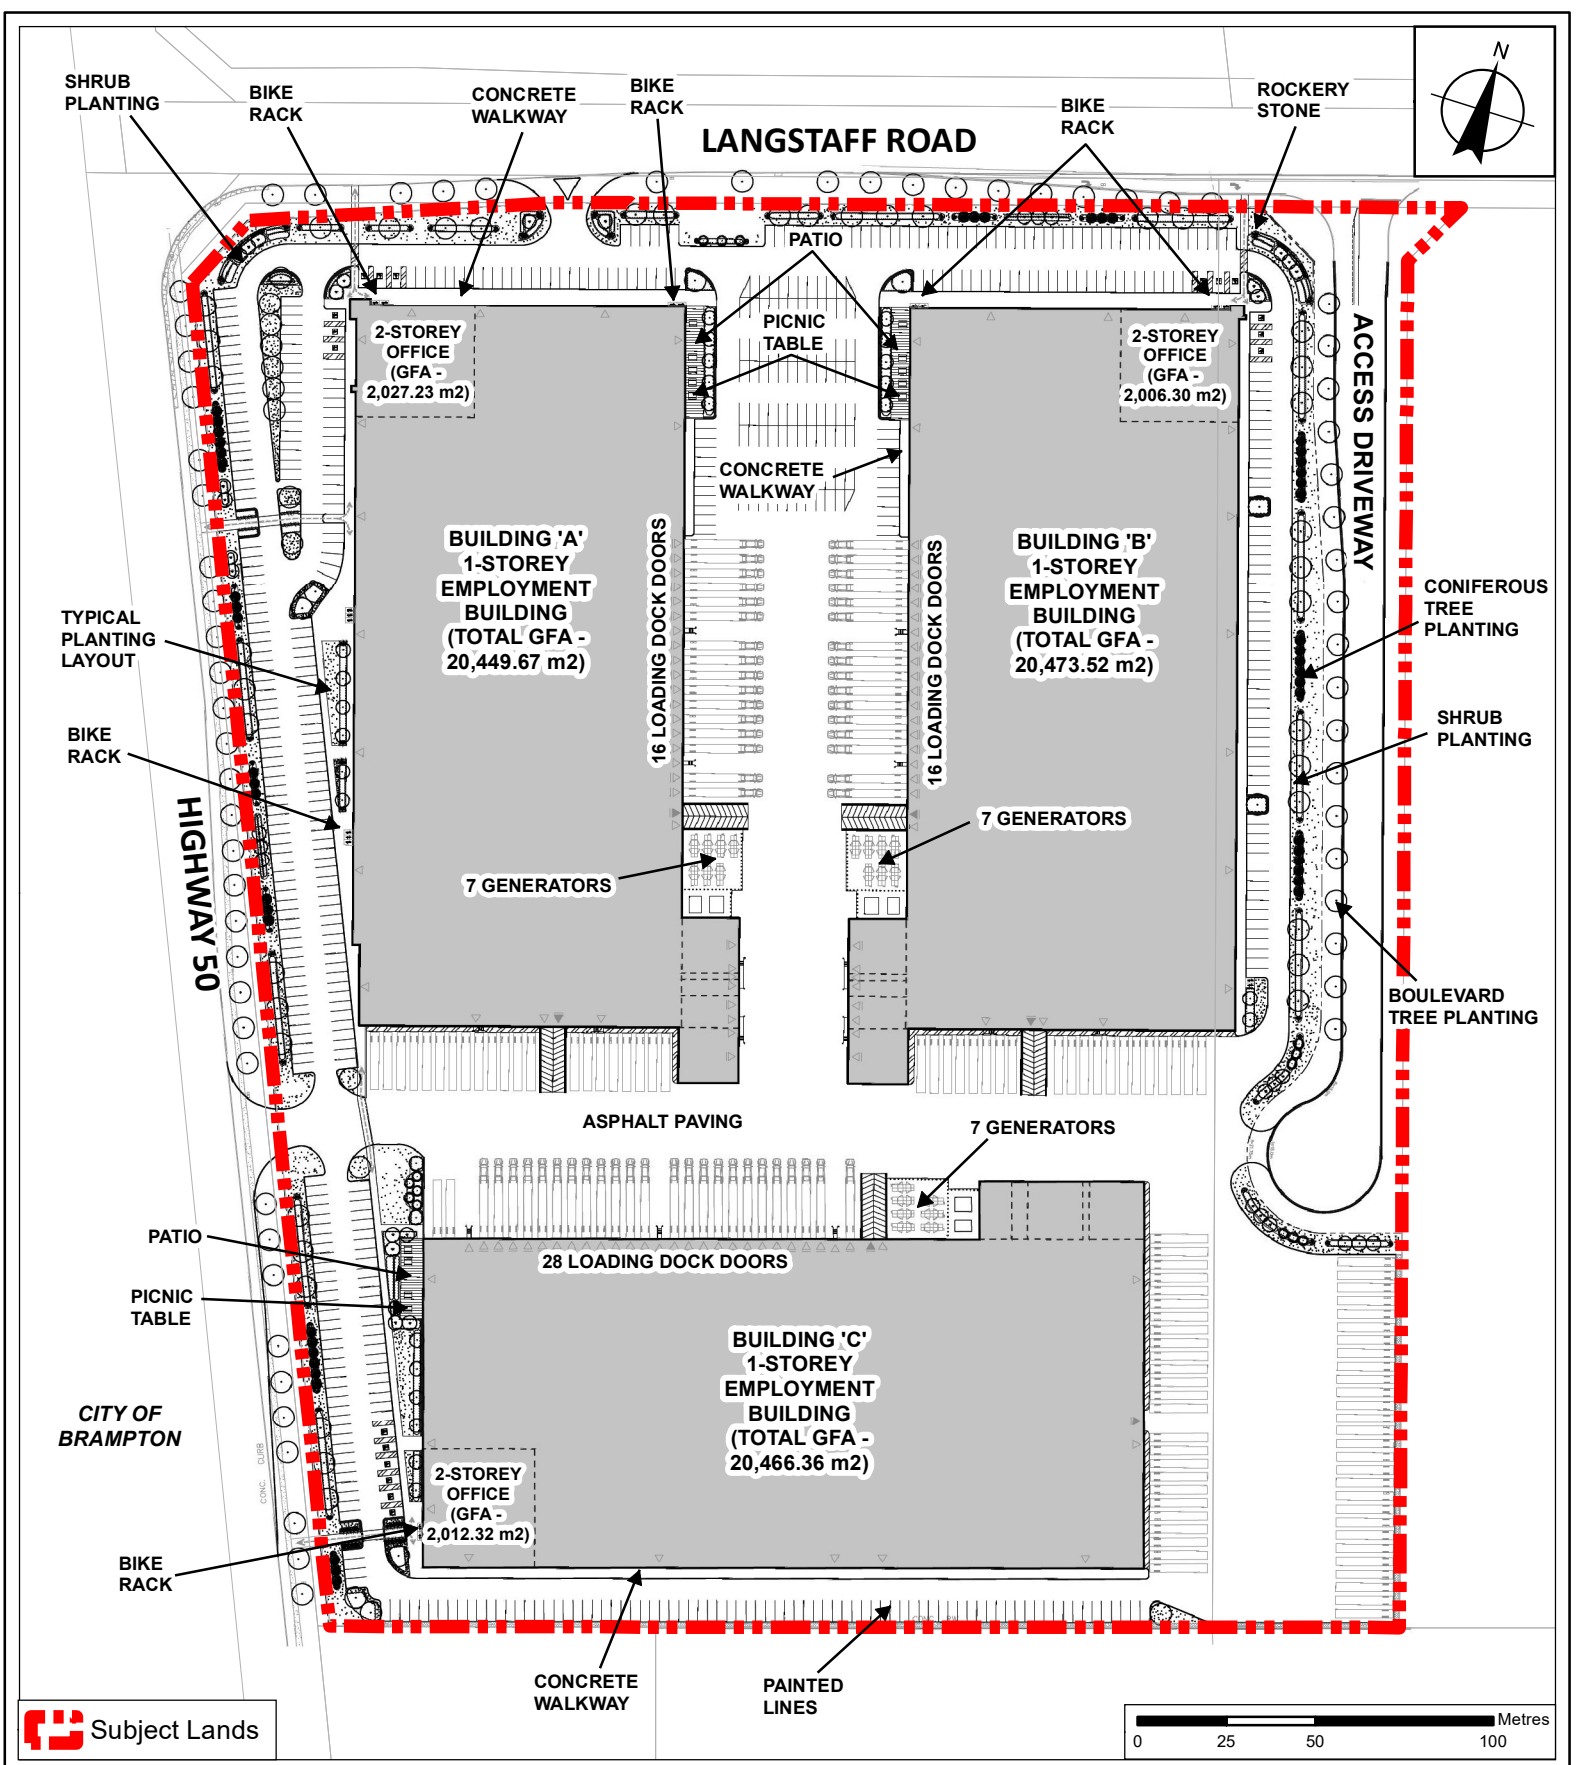 N
SHRUB
PLANTING
BIKE
RACK
CONCRETE
WALKWAY
BIKE
RACK
LANGSTAFF ROAD
BIKE
RACK
ROCKERY
STONE
PATIO
PICNIC
TABLE
2-STOREY
OFFICE
(GFA -
2,027.23 m2)
2-STOREY
OFFICE
(GFA -
2,006.30 m2)
ACCESS DRIVEWAY
CONCRETE
WALKWAY
BUILDING 'A'
1-STOREY
EMPLOYMENT
BUILDING
(TOTAL GFA -
20,449.67 m2)
16 LOADING DOCK DOORS
16 LOADING DOCK DOORS
BUILDING 'B'
1-STOREY
EMPLOYMENT
BUILDING
(TOTAL GFA -
20,473.52 m2)
CONIFEROUS
TREE
PLANTING
TYPICAL
PLANTING
LAYOUT
SHRUB
PLANTING
BIKE
RACK
HIGHWAY 50
7 GENERATORS
7 GENERATORS
BOULEVARD
TREE PLANTING
ASPHALT PAVING
7 GENERATORS
PATIO
28 LOADING DOCK DOORS
PICNIC
TABLE
BUILDING 'C'
1-STOREY
EMPLOYMENT
BUILDING
(TOTAL GFA -
20,466.36 m2)
CITY OF
BRAMPTON
CONC. CURB
2-STOREY
OFFICE
(GFA -
2,012.32 m2)
BIKE
RACK
CONCRETE
WALKWAY
PAINTED
LINES
Subject Lands
Metres
0 25 50 100